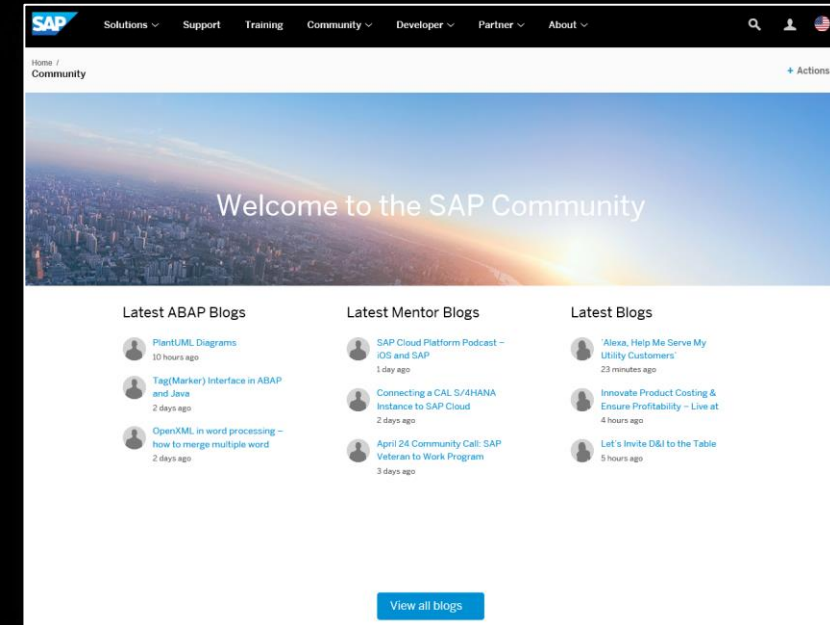 SAP
Solutions Support Training Community Developer Partner About
Home /
Community
+ Actions
Welcome to the SAP Community
Latest ABAP Blogs
PlantUML Diagrams
10 hours ago
Tag(Marker) Interface in ABAP
and Java
2 days ago
OpenXML in word processing –
how to merge multiple word
2 days ago
Latest Mentor Blogs
SAP Cloud Platform Podcast –
iOS and SAP
1 day ago
Connecting a CAL S/4HANA
Instance to SAP Cloud
2 days ago
April 24 Community Call: SAP
Veteran to Work Program
3 days ago
Latest Blogs
'Alexa, Help Me Serve My
Utility Customers'
23 minutes ago
Innovate Product Costing &
Ensure Profitability – Live at
4 hours ago
Let's Invite D&I to the Table
5 hours ago
View all blogs